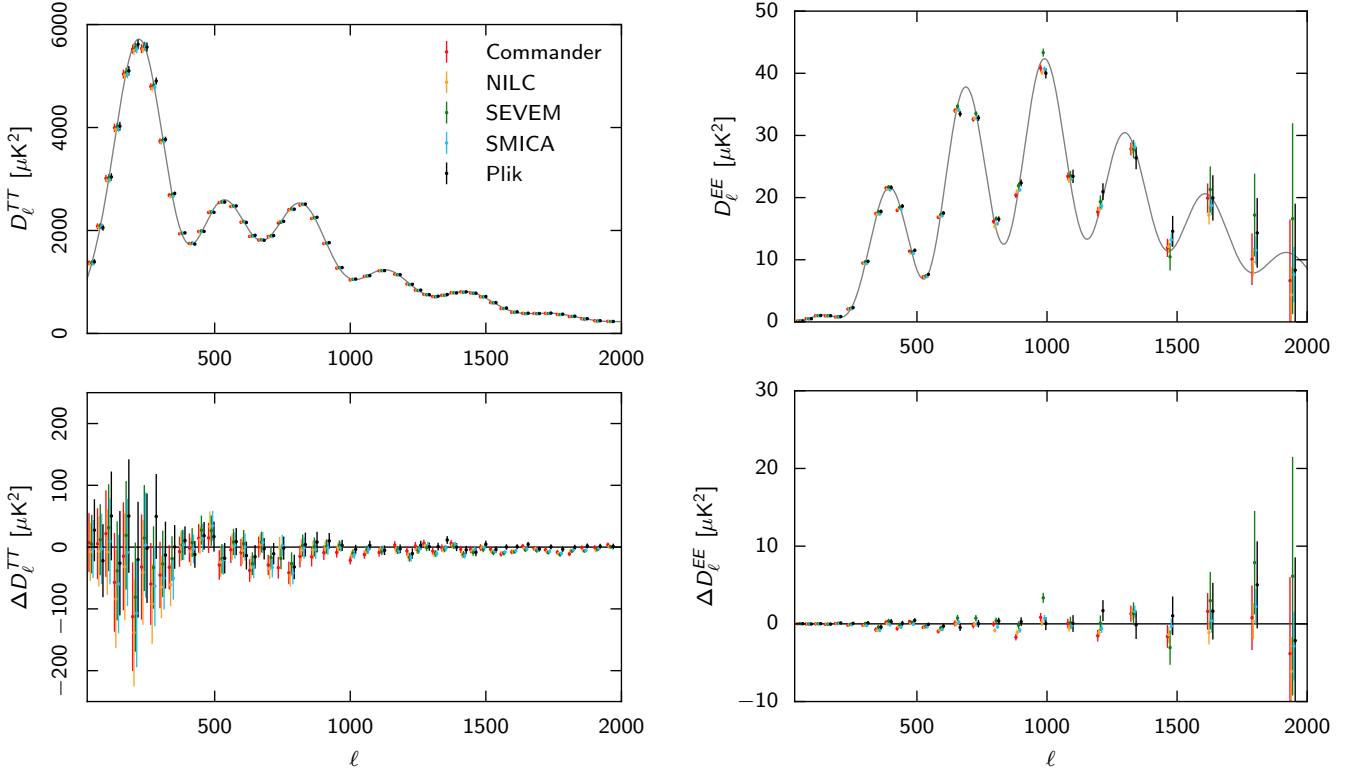 6000
4000
2000
0
D_ℓ^TT [μK²]
Commander
NILC
SEVEM
SMICA
Plik
500 1000 1500 2000
50
40
30
20
10
0
D_ℓ^EE [μK²]
500 1000 1500 2000
200
100
0
−100
−200
ΔD_ℓ^TT [μK²]
500 1000 1500 2000
ℓ
30
20
10
0
−10
ΔD_ℓ^EE [μK²]
500 1000 1500 2000
ℓ